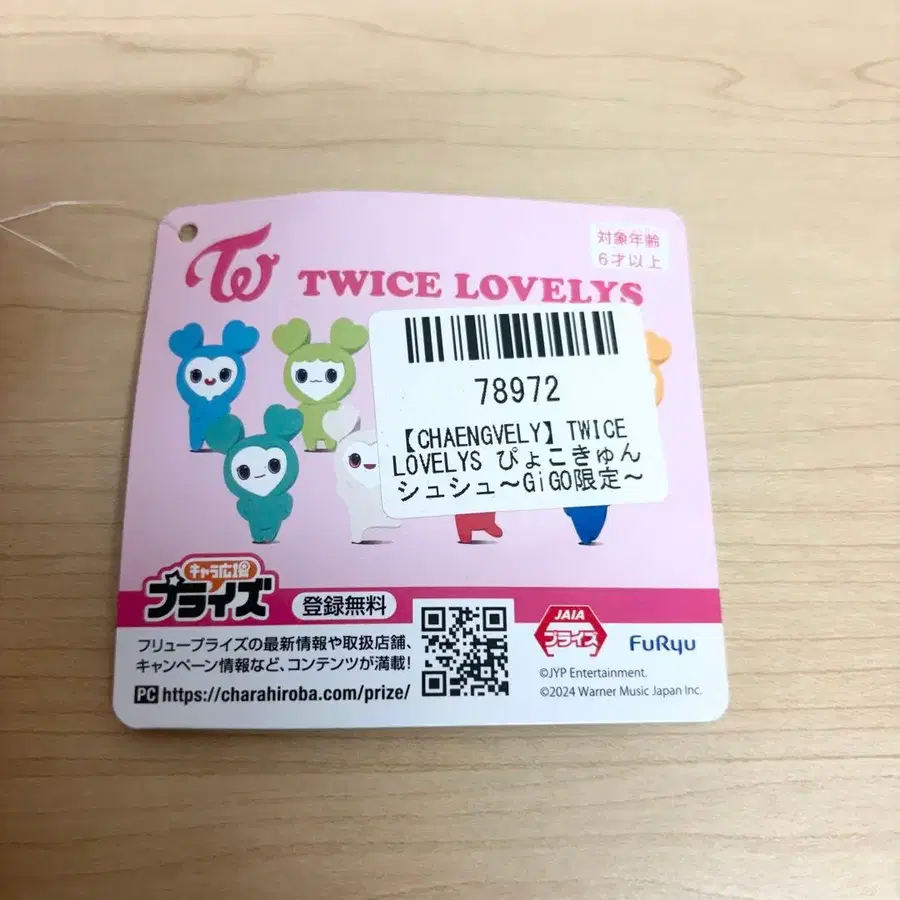 対象年齢
6才以上
TW TWICE LOVELYS
78972
【CHAENGVELY】TWICE
LOVELYS ぴょこきゅん
シュシュ～GiGO限定～
キャラ広場
プライズ
登録無料
フリュープライズの最新情報や取扱店舗、
キャンペーン情報など、コンテンツが満載!
PC https://charahiroba.com/prize/
JAIA
プライズ
FuRyu
©JYP Entertainment.
©2024 Warner Music Japan Inc.